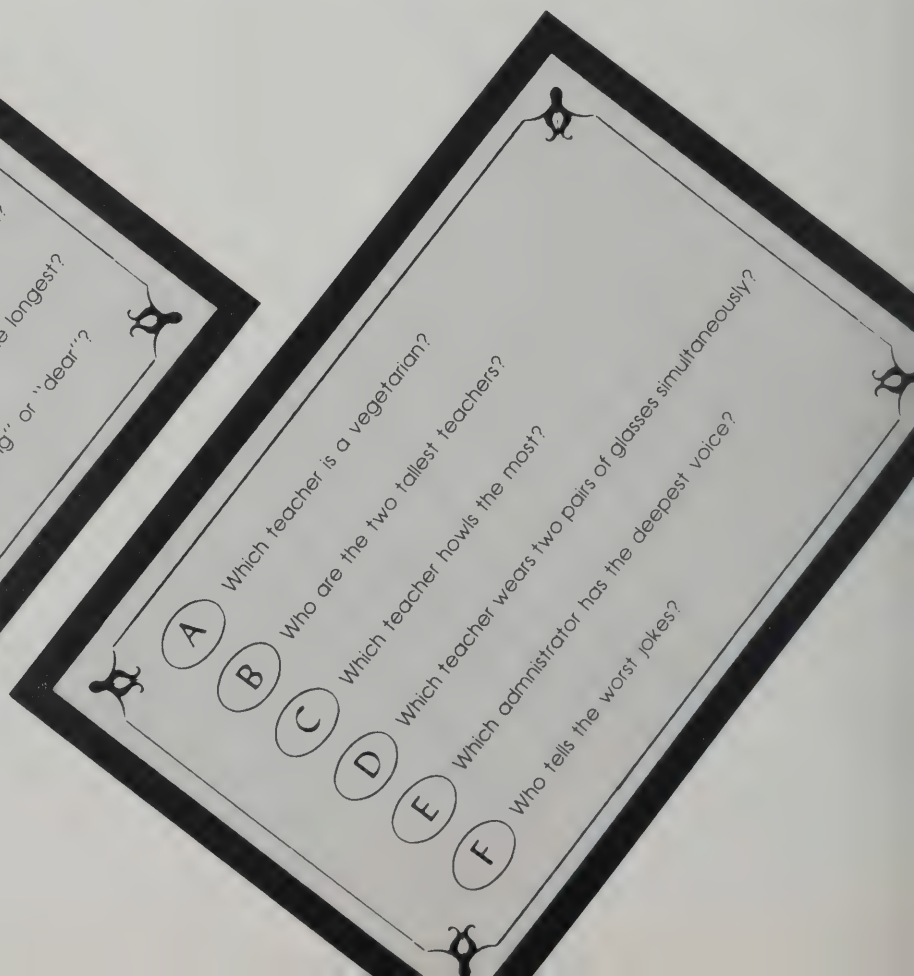 ?
longest?
or “dear”?
A Which teacher is a vegetarian?
B Who are the two tallest teachers?
C Which teacher howls the most?
D Which teacher wears two pairs of glasses simultaneously?
E Which admnistrator has the deepest voice?
F Who tells the worst jokes?